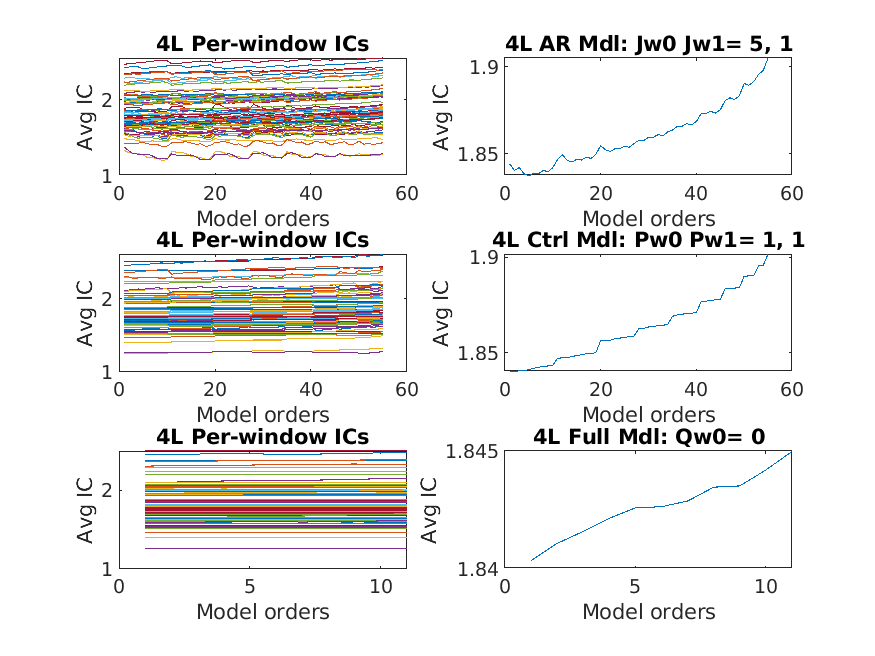 4L Per-window ICs
Avg IC
2
1
0 20 40 60
Model orders
4L AR Mdl: Jw0 Jw1= 5, 1
Avg IC
1.9
1.85
0 20 40 60
Model orders
4L Per-window ICs
Avg IC
2
1
0 20 40 60
Model orders
4L Ctrl Mdl: Pw0 Pw1= 1, 1
Avg IC
1.9
1.85
0 20 40 60
Model orders
4L Per-window ICs
Avg IC
2
1
0 5 10
Model orders
4L Full Mdl: Qw0= 0
Avg IC
1.845
1.84
0 5 10
Model orders